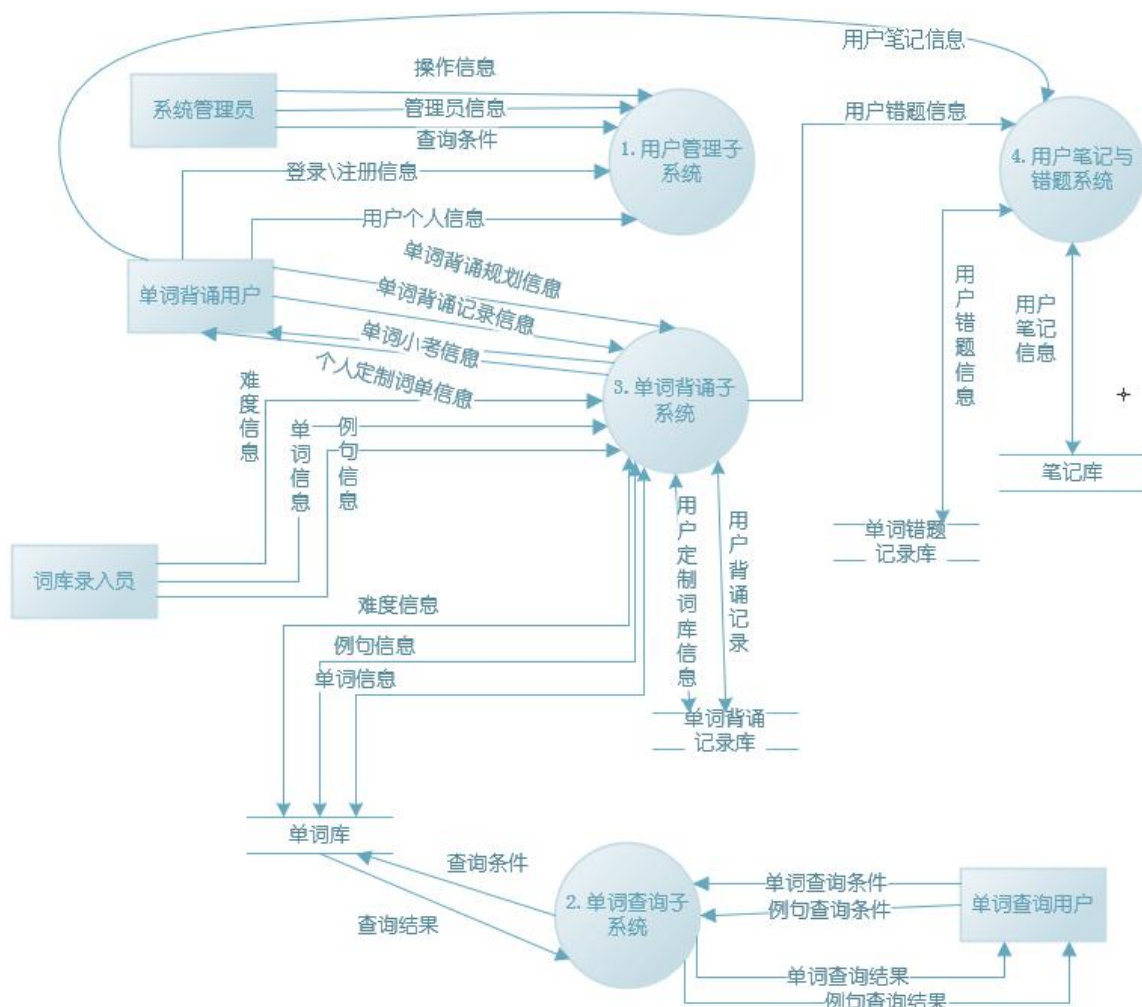 用户笔记信息
操作信息
系统管理员
管理员信息
用户错题信息
查询条件
1.用户管理子
系统
4.用户笔记与
错题系统
登录\注册信息
用户个人信息
单词背诵规划信息
单词背诵用户
单词背诵记录信息
单词小考信息
个人定制词单信息
用户错题信息
用户
笔记
信息
3.单词背诵子
系统
难度信息
单词信息
例句信息
笔记库
单词错题
记录库
词库录入员
用户定制词库信息
用户背诵记录
难度信息
例句信息
单词信息
单词背诵
记录库
单词库
查询条件
查询结果
2.单词查询子
系统
单词查询条件
例句查询条件
单词查询用户
单词查询结果
例句查询结果